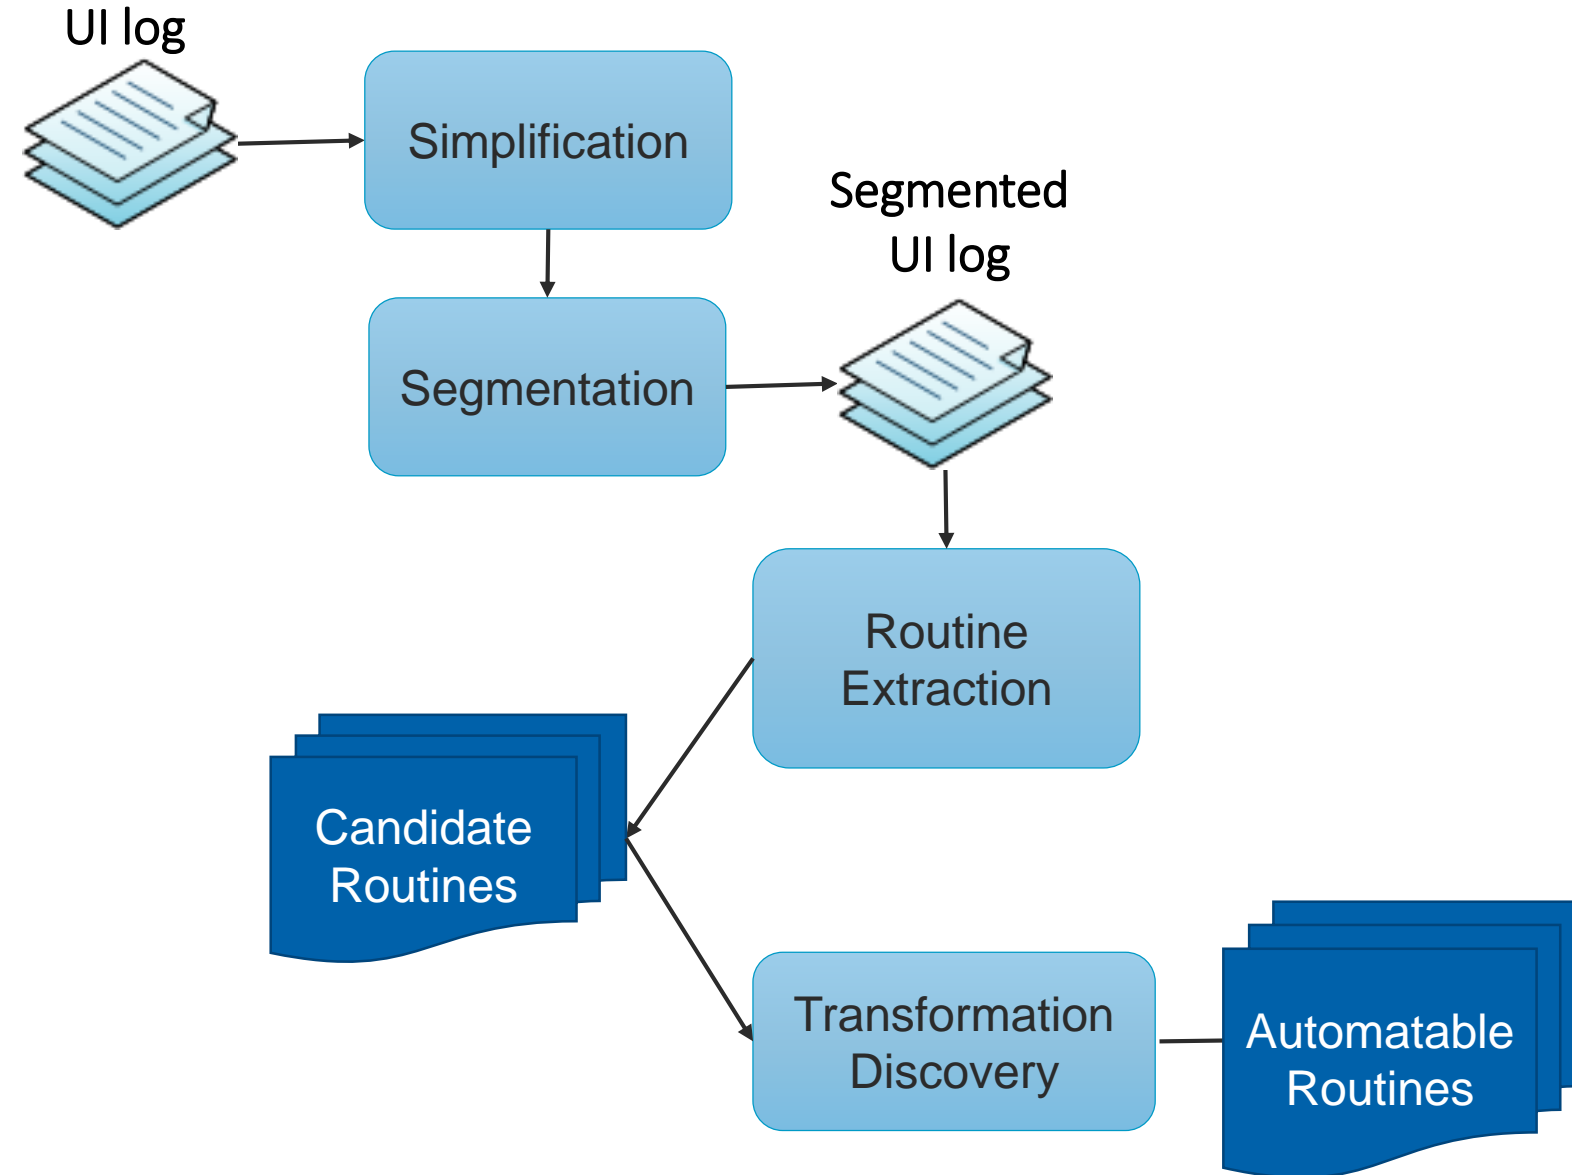 UI log
Simplification
Segmented
UI log
Segmentation
Routine
Extraction
Candidate
Routines
Transformation
Discovery
Automatable
Routines